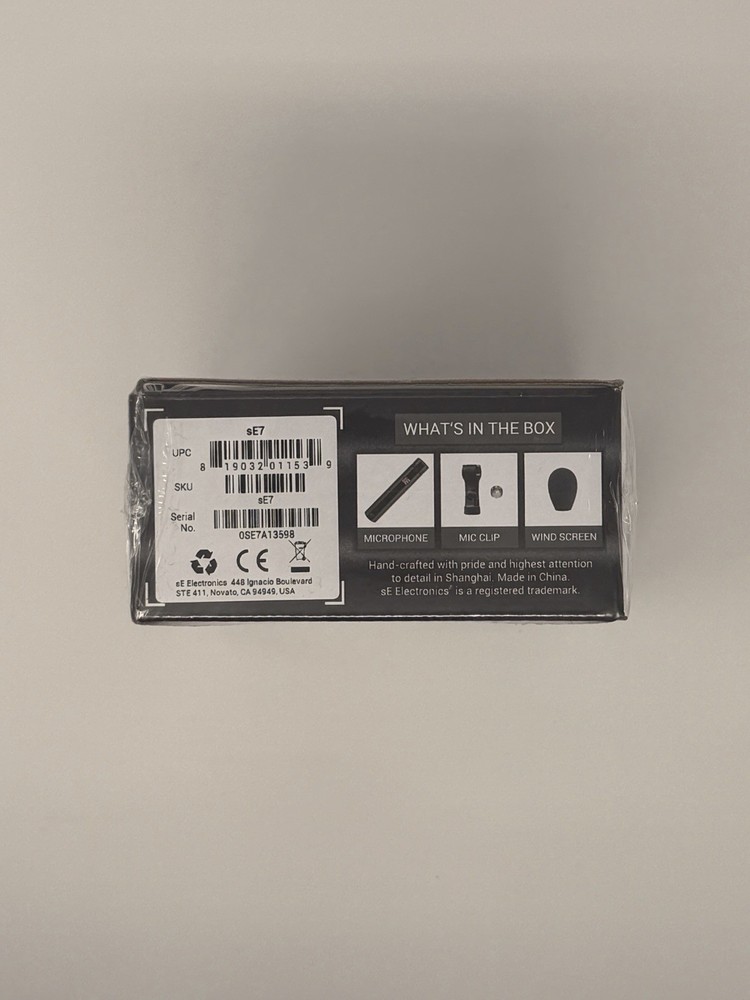 sE7
UPC
8 19032 01153 9
SKU
sE7
Serial
No.
0SE7A13598
CE
sE Electronics 448 Ignacio Boulevard
STE 411, Novato, CA 94949, USA
WHAT'S IN THE BOX
MICROPHONE
MIC CLIP
WIND SCREEN
Hand-crafted with pride and highest attention
to detail in Shanghai. Made in China.
sE Electronics® is a registered trademark.